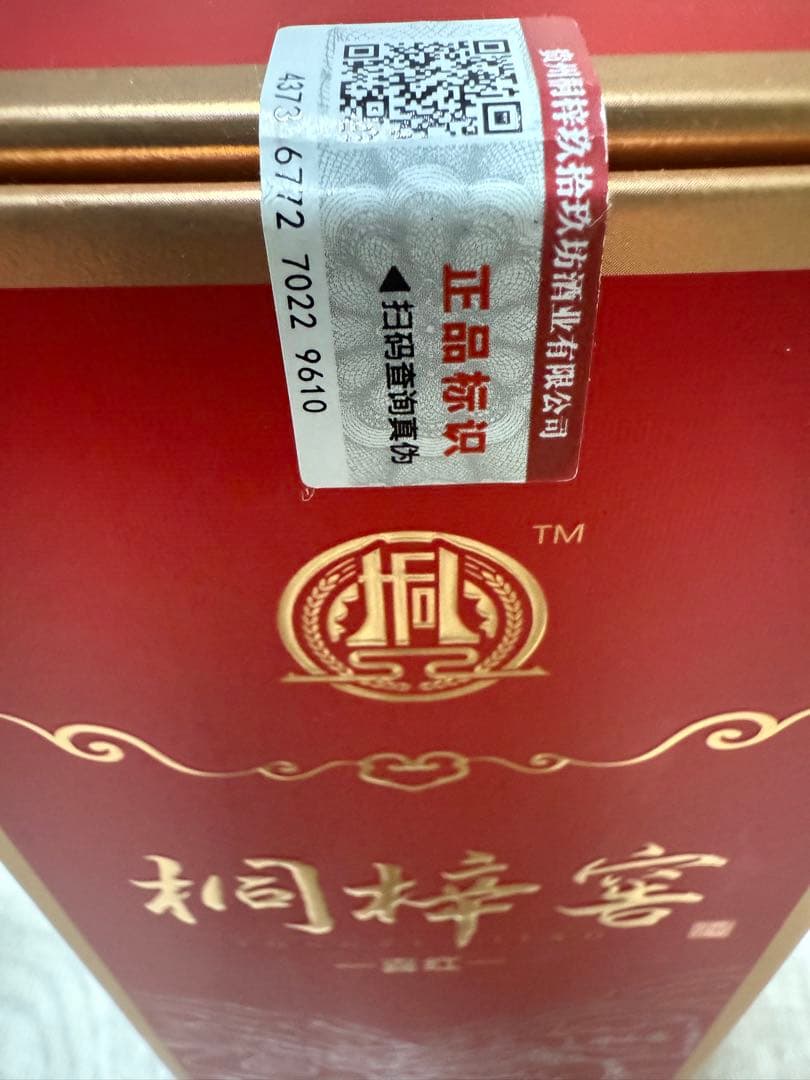 贵州桐梓玖拾玖坊酒业有限公司
正品标识
◀扫码查询真伪
4373 6772 7022 9610
TM
桐梓窖